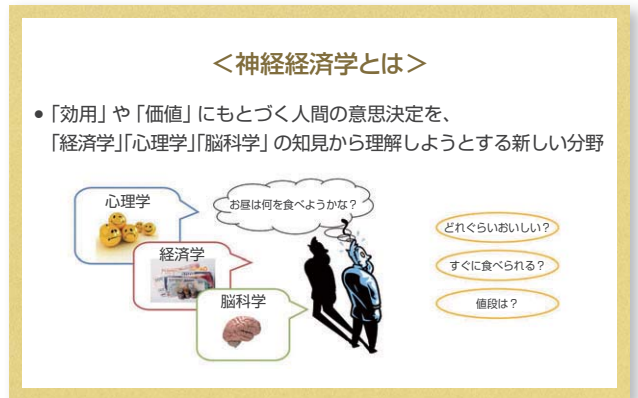 <神経経済学とは>
● 「効用」や「価値」にもとづく人間の意思決定を、
「経済学」「心理学」「脳科学」の知見から理解しようとする新しい分野
心理学
経済学
脳科学
お昼は何を食べようかな？
どれぐらいおいしい？
すぐに食べられる？
値段は？